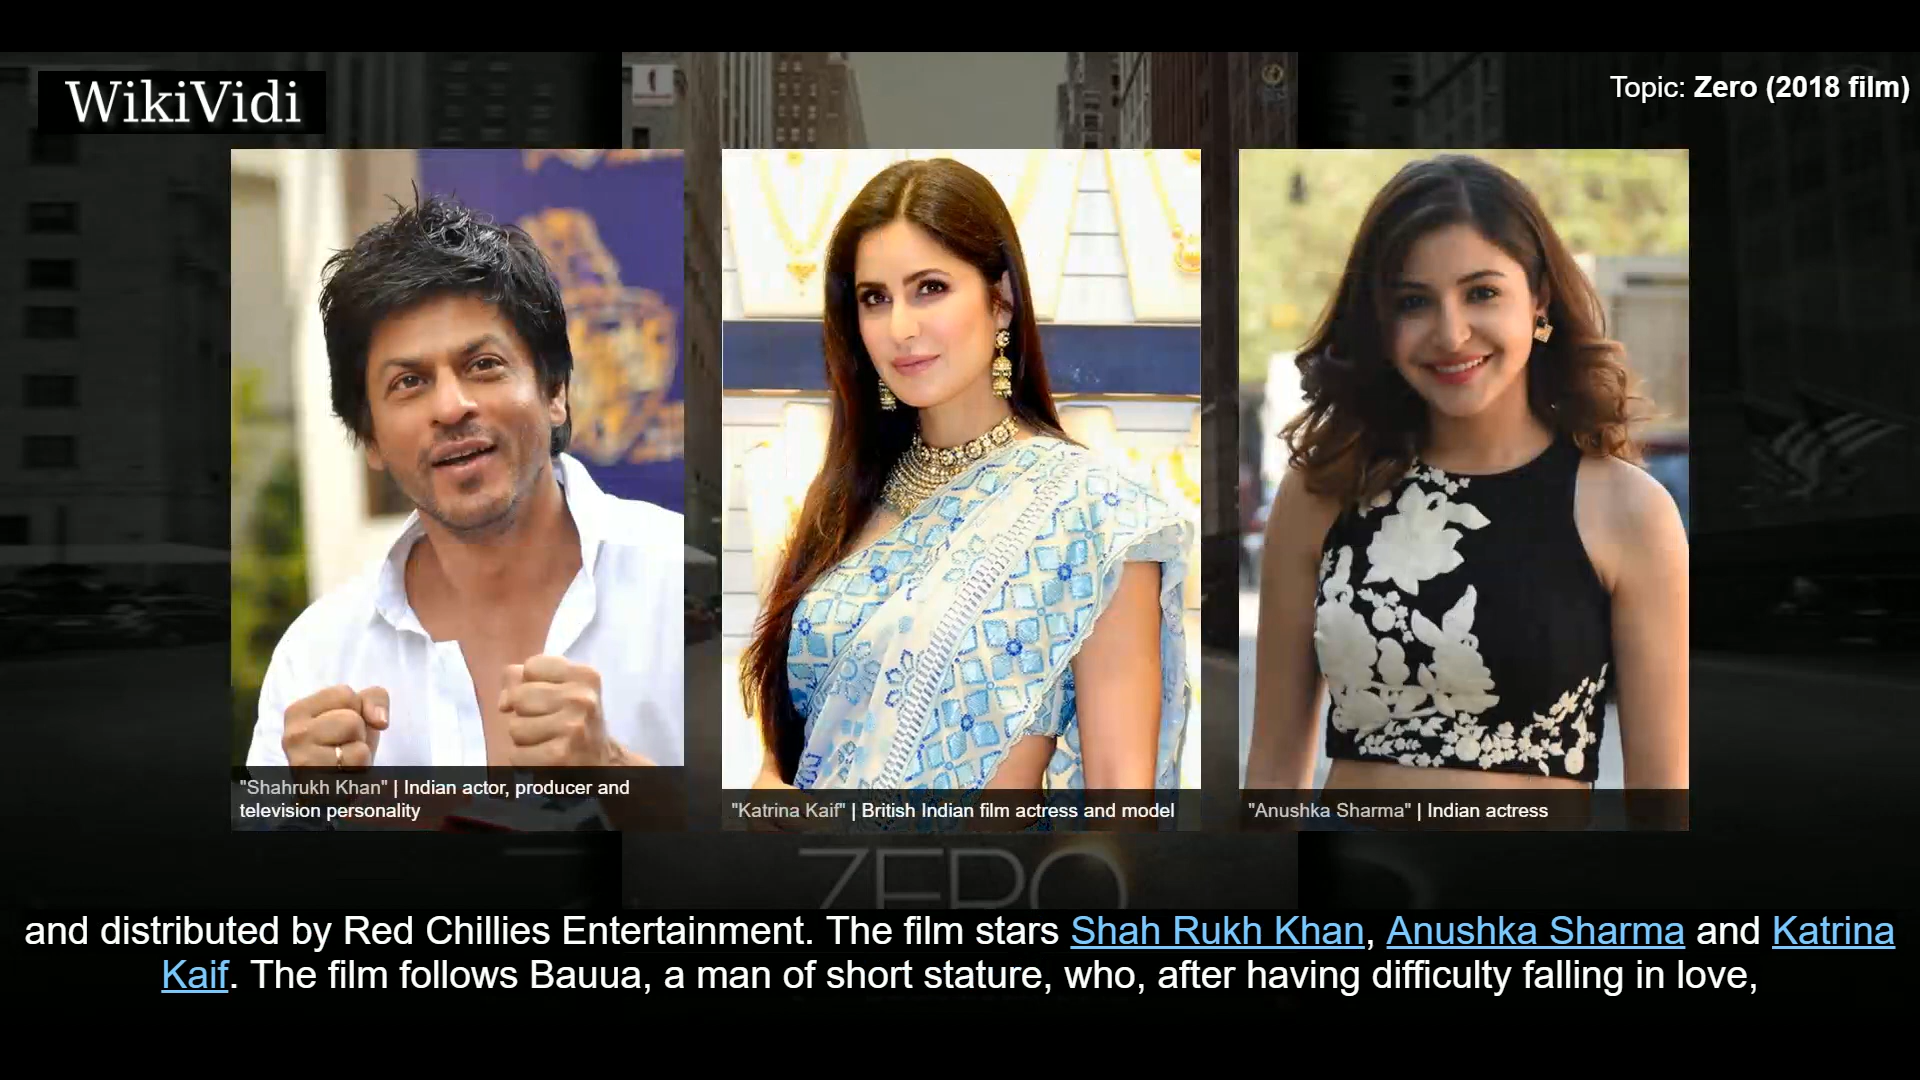 WikiVidi
Topic: Zero (2018 film)
"Shahrukh Khan" | Indian actor, producer and
television personality
"Katrina Kaif" | British Indian film actress and model
"Anushka Sharma" | Indian actress
ZERO
and distributed by Red Chillies Entertainment. The film stars Shah Rukh Khan, Anushka Sharma and Katrina
Kaif. The film follows Bauua, a man of short stature, who, after having difficulty falling in love,